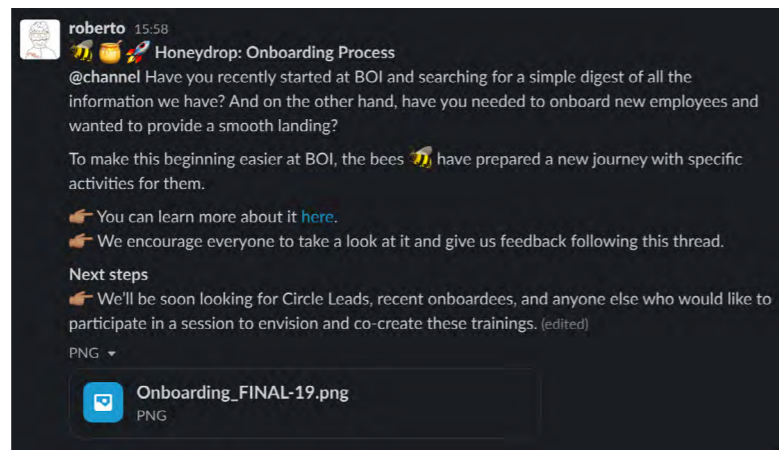 roberto 15:58
🐝 🍯 🚀 Honeydrop: Onboarding Process
@channel Have you recently started at BOI and searching for a simple digest of all the
information we have? And on the other hand, have you needed to onboard new employees and
wanted to provide a smooth landing?
To make this beginning easier at BOI, the bees 🐝 have prepared a new journey with specific
activities for them.
👉🏽 You can learn more about it here.
👉🏽 We encourage everyone to take a look at it and give us feedback following this thread.
Next steps
👉🏽 We'll be soon looking for Circle Leads, recent onboardees, and anyone else who would like to
participate in a session to envision and co-create these trainings. (edited)
PNG
Onboarding_FINAL-19.png
PNG